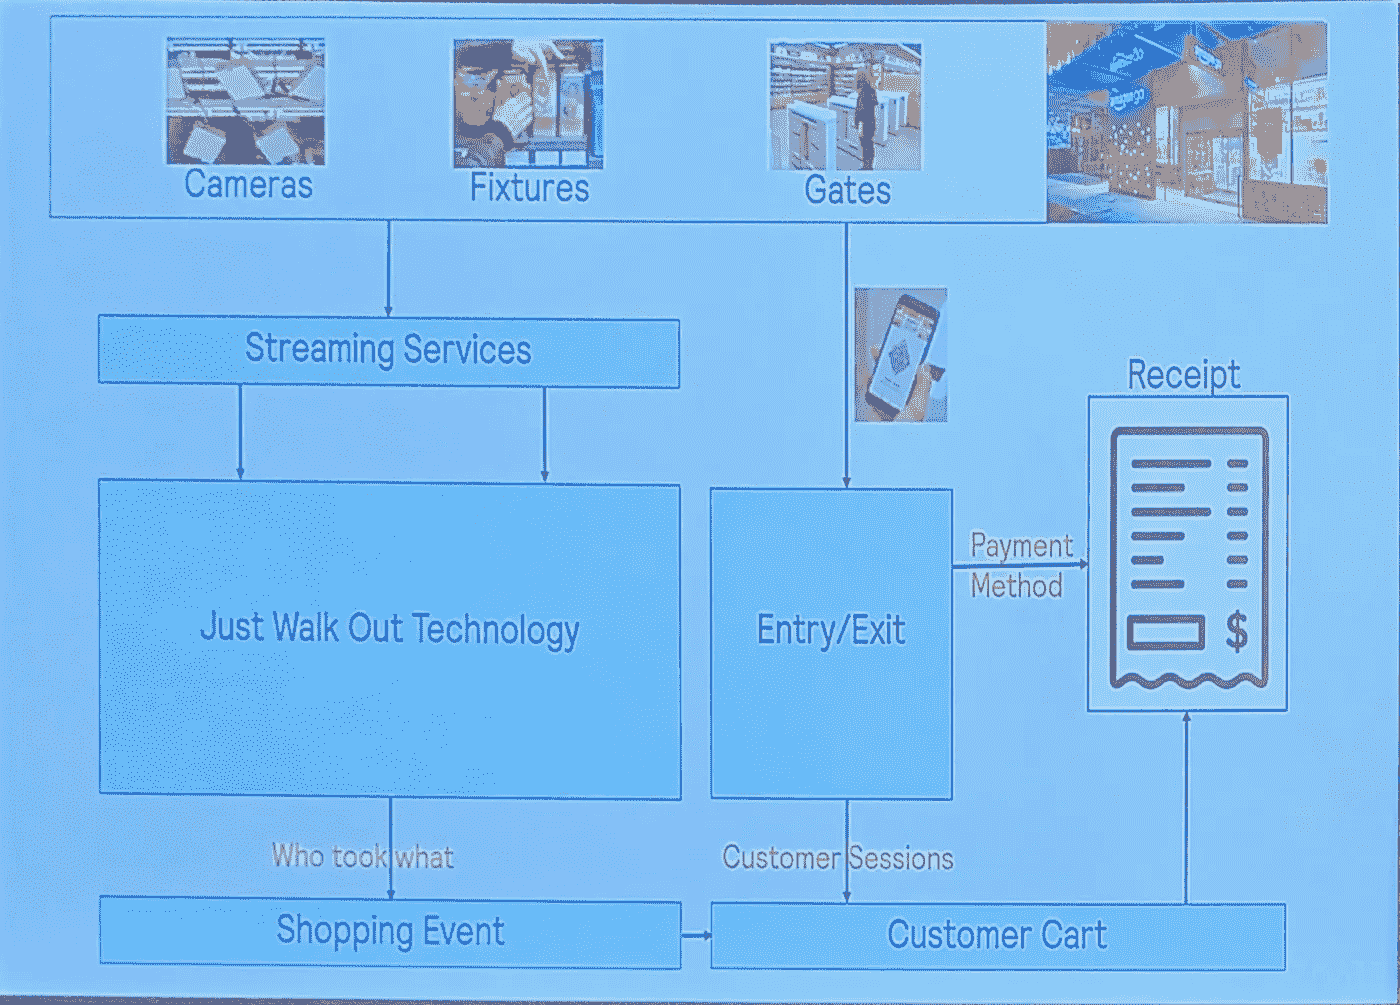 Cameras
Fixtures
Gates
Streaming Services
Receipt
Just Walk Out Technology
Entry/Exit
Payment
Method
$
Who took what
Customer Sessions
Shopping Event
Customer Cart